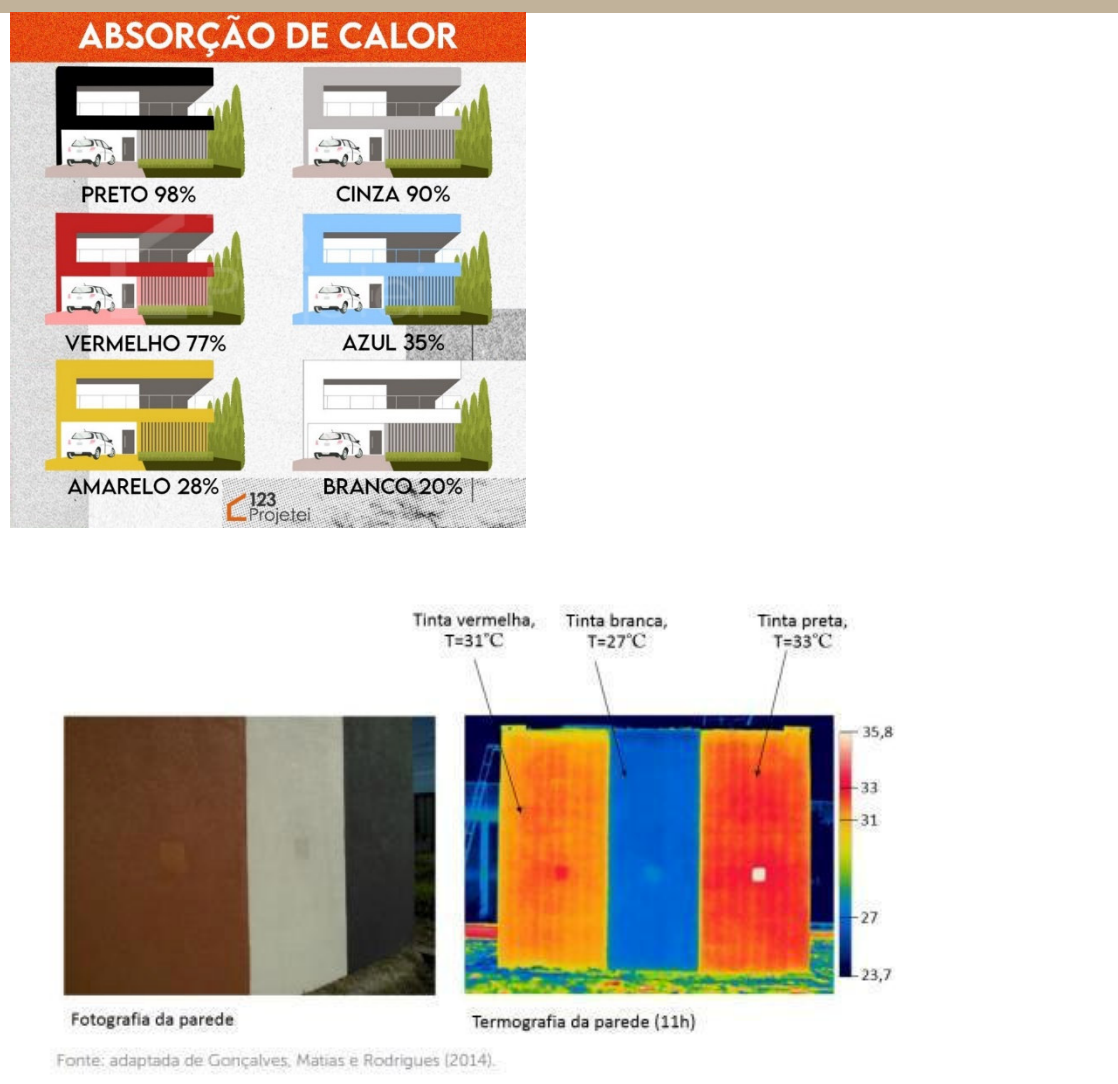 ABSORÇÃO DE CALOR
PRETO 98%
CINZA 90%
VERMELHO 77%
AZUL 35%
AMARELO 28%
BRANCO 20%
123
Projetei
Tinta vermelha,
T=31°C
Tinta branca,
T=27°C
Tinta preta,
T=33°C
35,8
33
31
27
23,7
Fotografia da parede
Termografia da parede (11h)
Fonte: adaptada de Gonçalves, Matias e Rodrigues (2014).